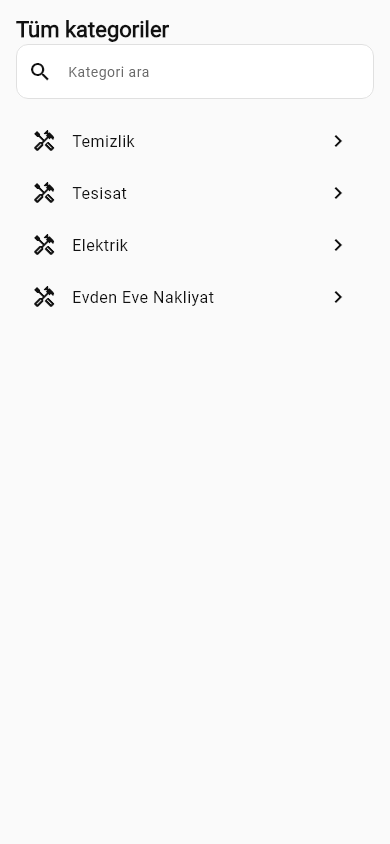 Tüm kategoriler
Kategori ara
Temizlik
Tesisat
Elektrik
Evden Eve Nakliyat